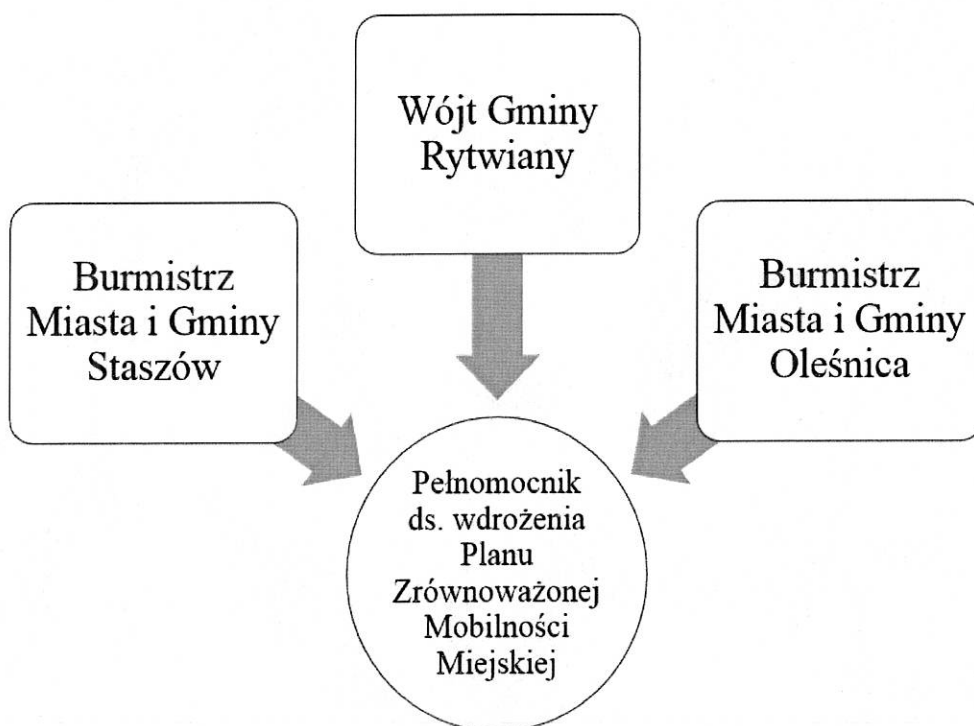 Wójt Gminy
Rytwiany
Burmistrz
Miasta i Gminy
Staszów
Burmistrz
Miasta i Gminy
Oleśnica
Pełnomocnik
ds. wdrożenia
Planu
Zrównoważonej
Mobilności
Miejskiej